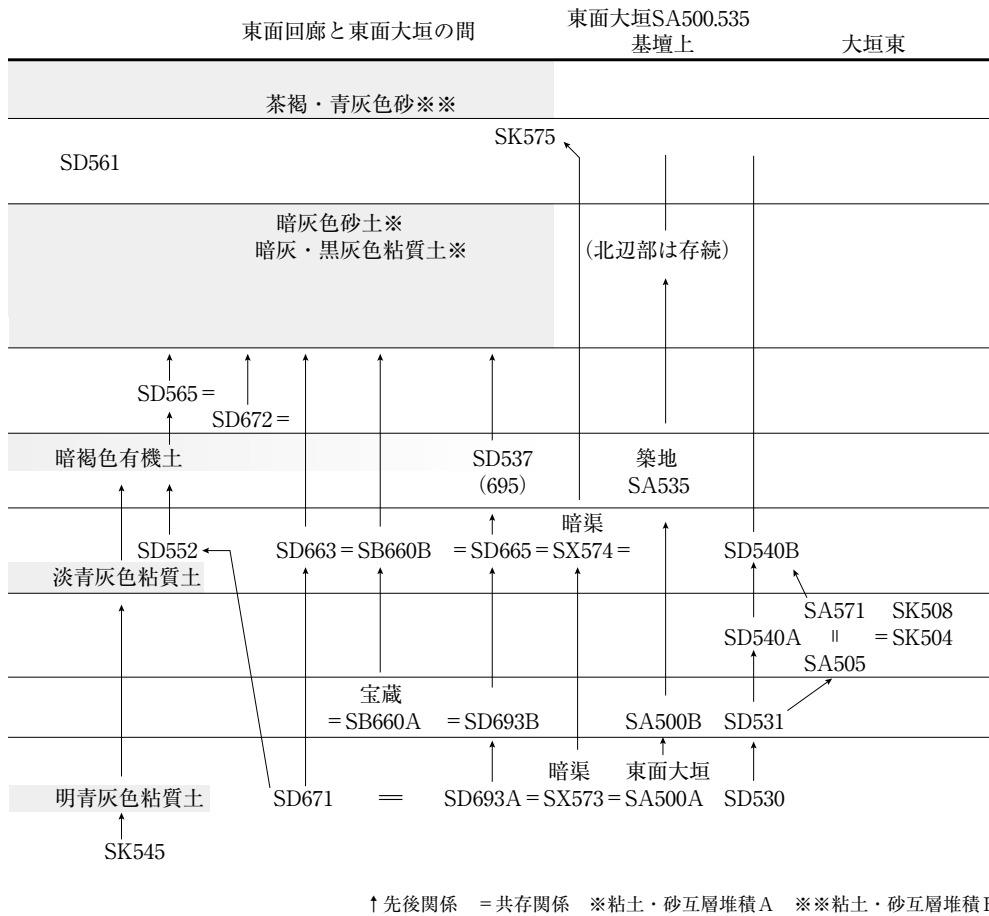 東面回廊と東面大垣の間
東面大垣SA500.535
基壇上
大垣東
茶褐・青灰色砂※※
SK575
SD561
暗灰色砂土※
暗灰・黒灰色粘質土※
(北辺部は存続)
SD565=
SD672=
暗褐色有機土
SD537
(695)
築地
SA535
暗渠
SD552
SD663=SB660B =SD665=SX574=
SD540B
淡青灰色粘質土
SA571 SK508
SD540A = =SK504
SA505
宝蔵
=SB660A =SD693B SA500B SD531
暗渠 東面大垣
明青灰色粘質土 SD671 = SD693A=SX573=SA500A SD530
SK545
↑先後関係 =共存関係 ※粘土・砂互層堆積A ※※粘土・砂互層堆積